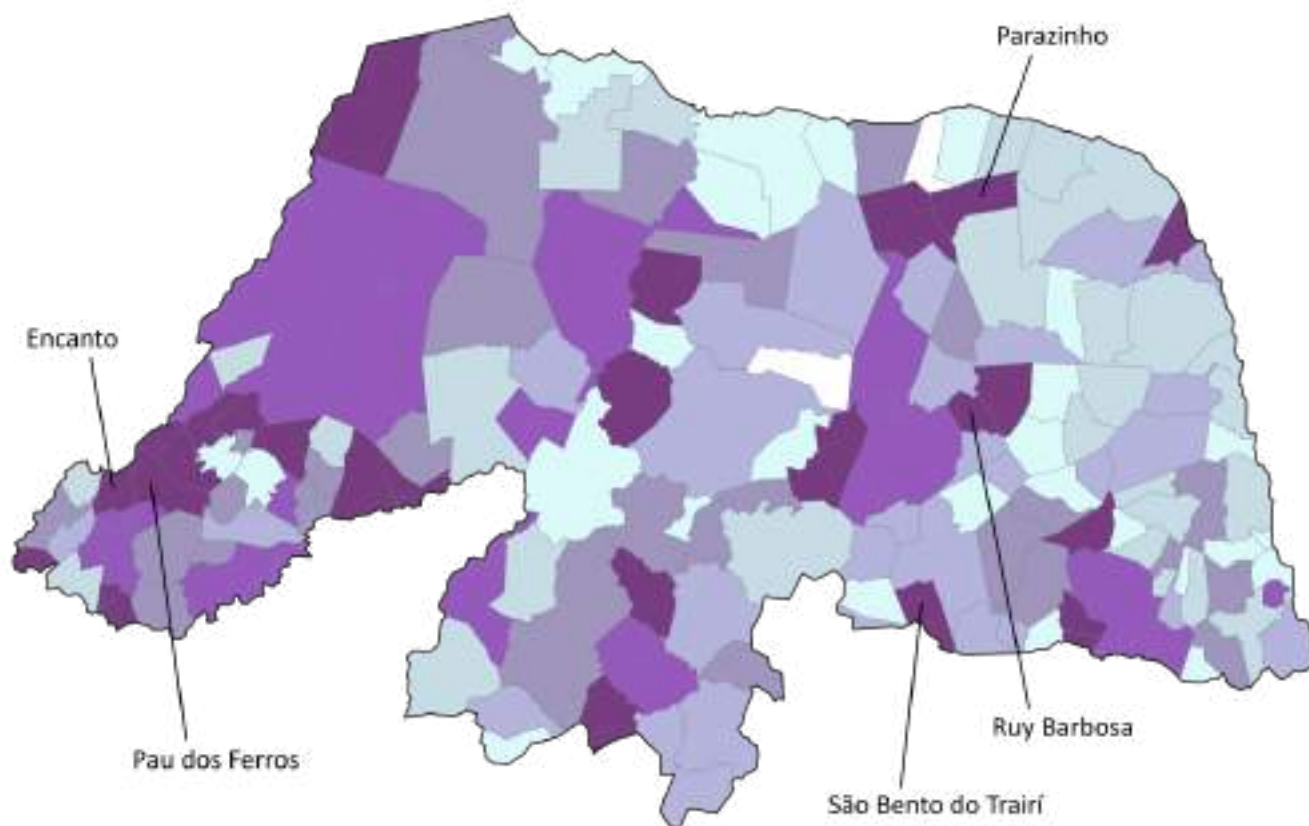 Parazinho
Encanto
Ruy Barbosa
Pau dos Ferros
São Bento do Trairí